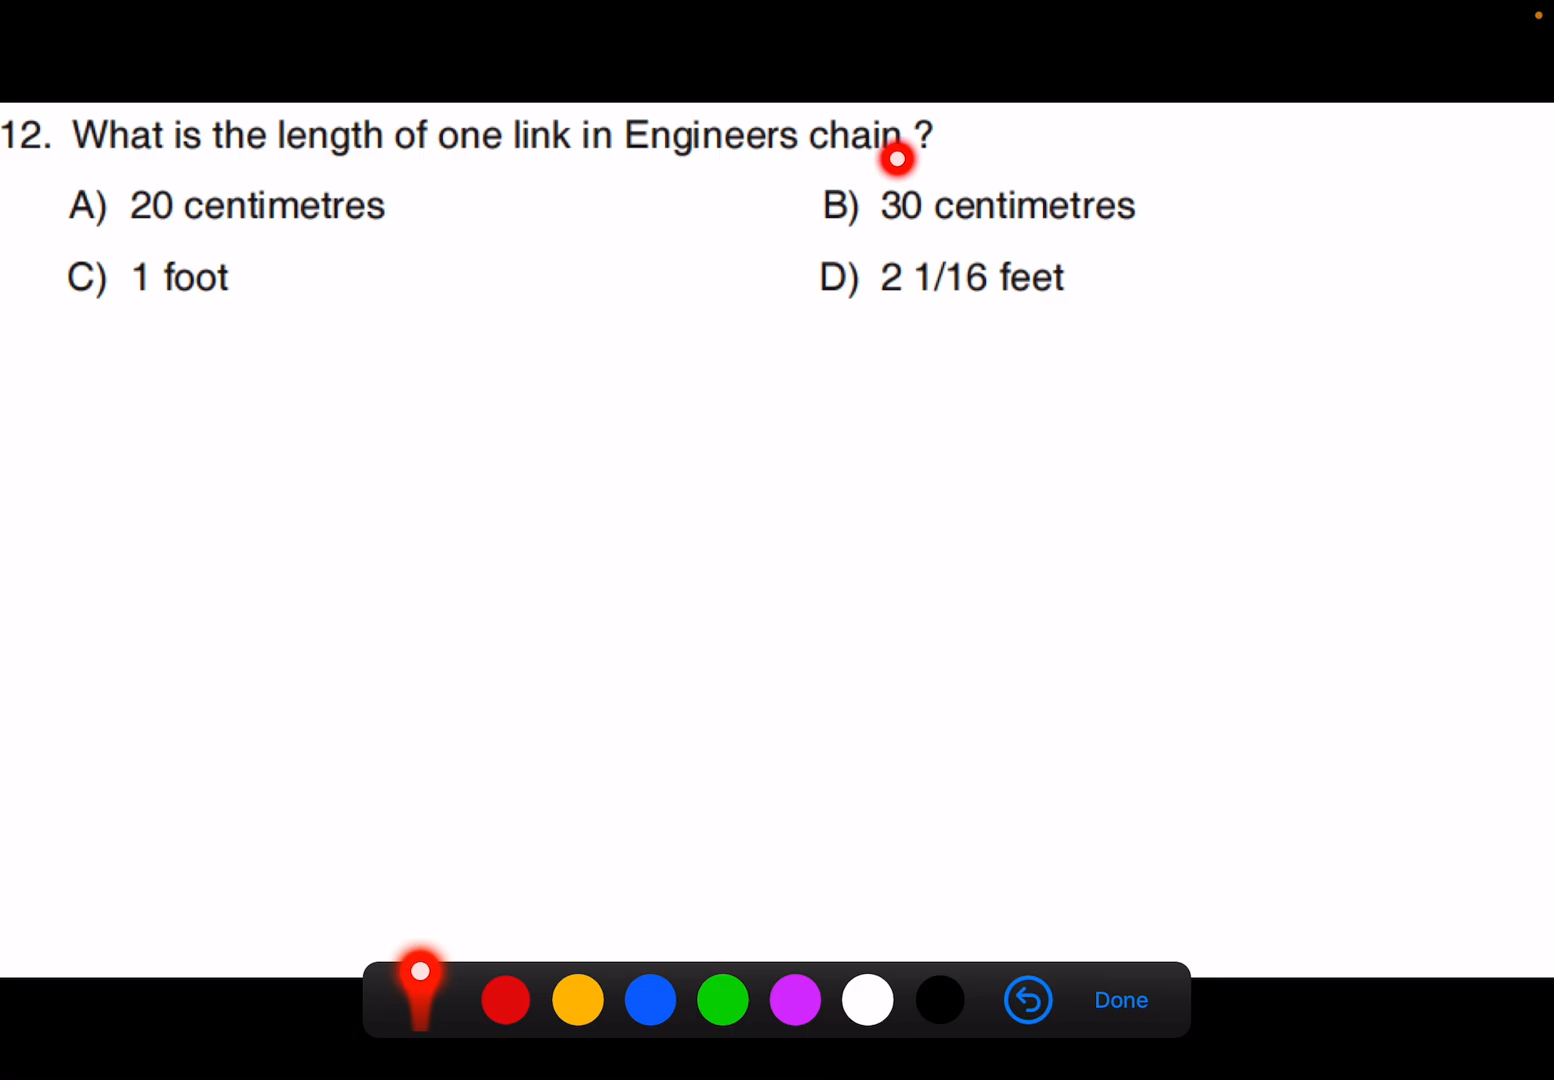 12. What is the length of one link in Engineers chain ?
A) 20 centimetres B) 30 centimetres
C) 1 foot D) 2 1/16 feet
Done